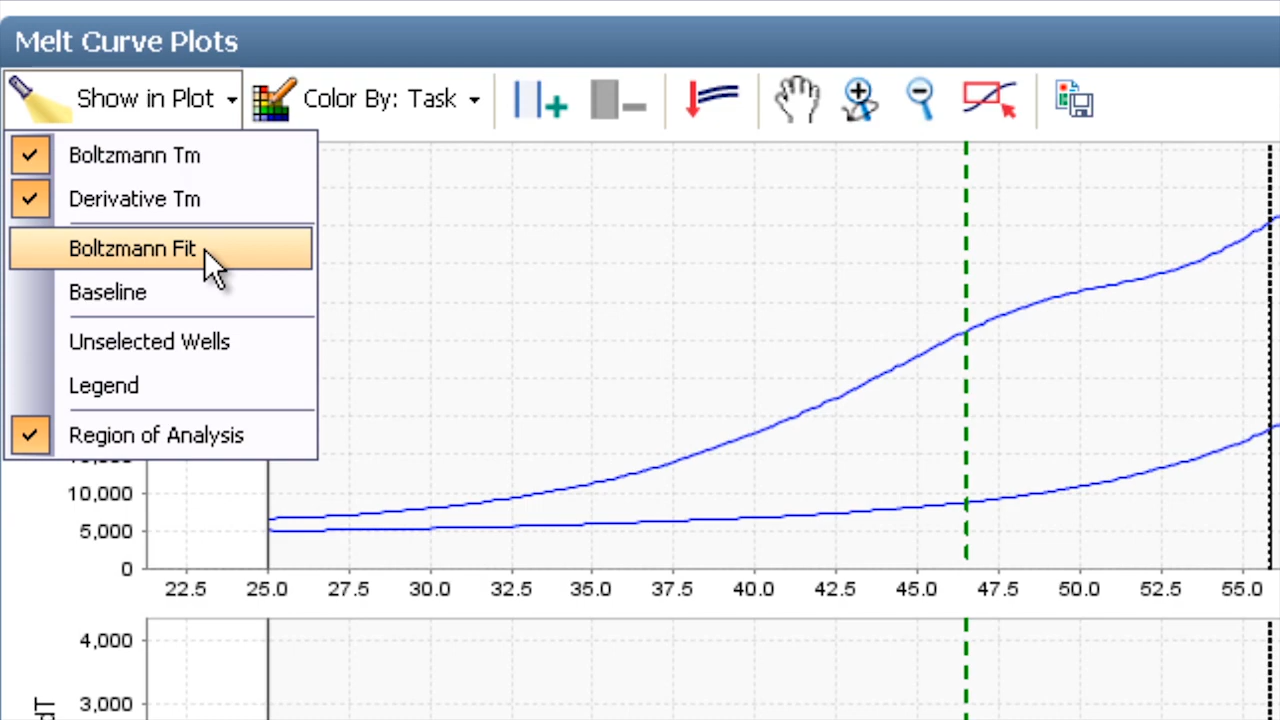 Melt Curve Plots
Show in Plot Color By: Task
Boltzmann Tm
Derivative Tm
Boltzmann Fit
Baseline
Unselected Wells
Legend
Region of Analysis
10,000
5,000
0
22.5 25.0 27.5 30.0 32.5 35.0 37.5 40.0 42.5 45.0 47.5 50.0 52.5 55.0
4,000
3,000